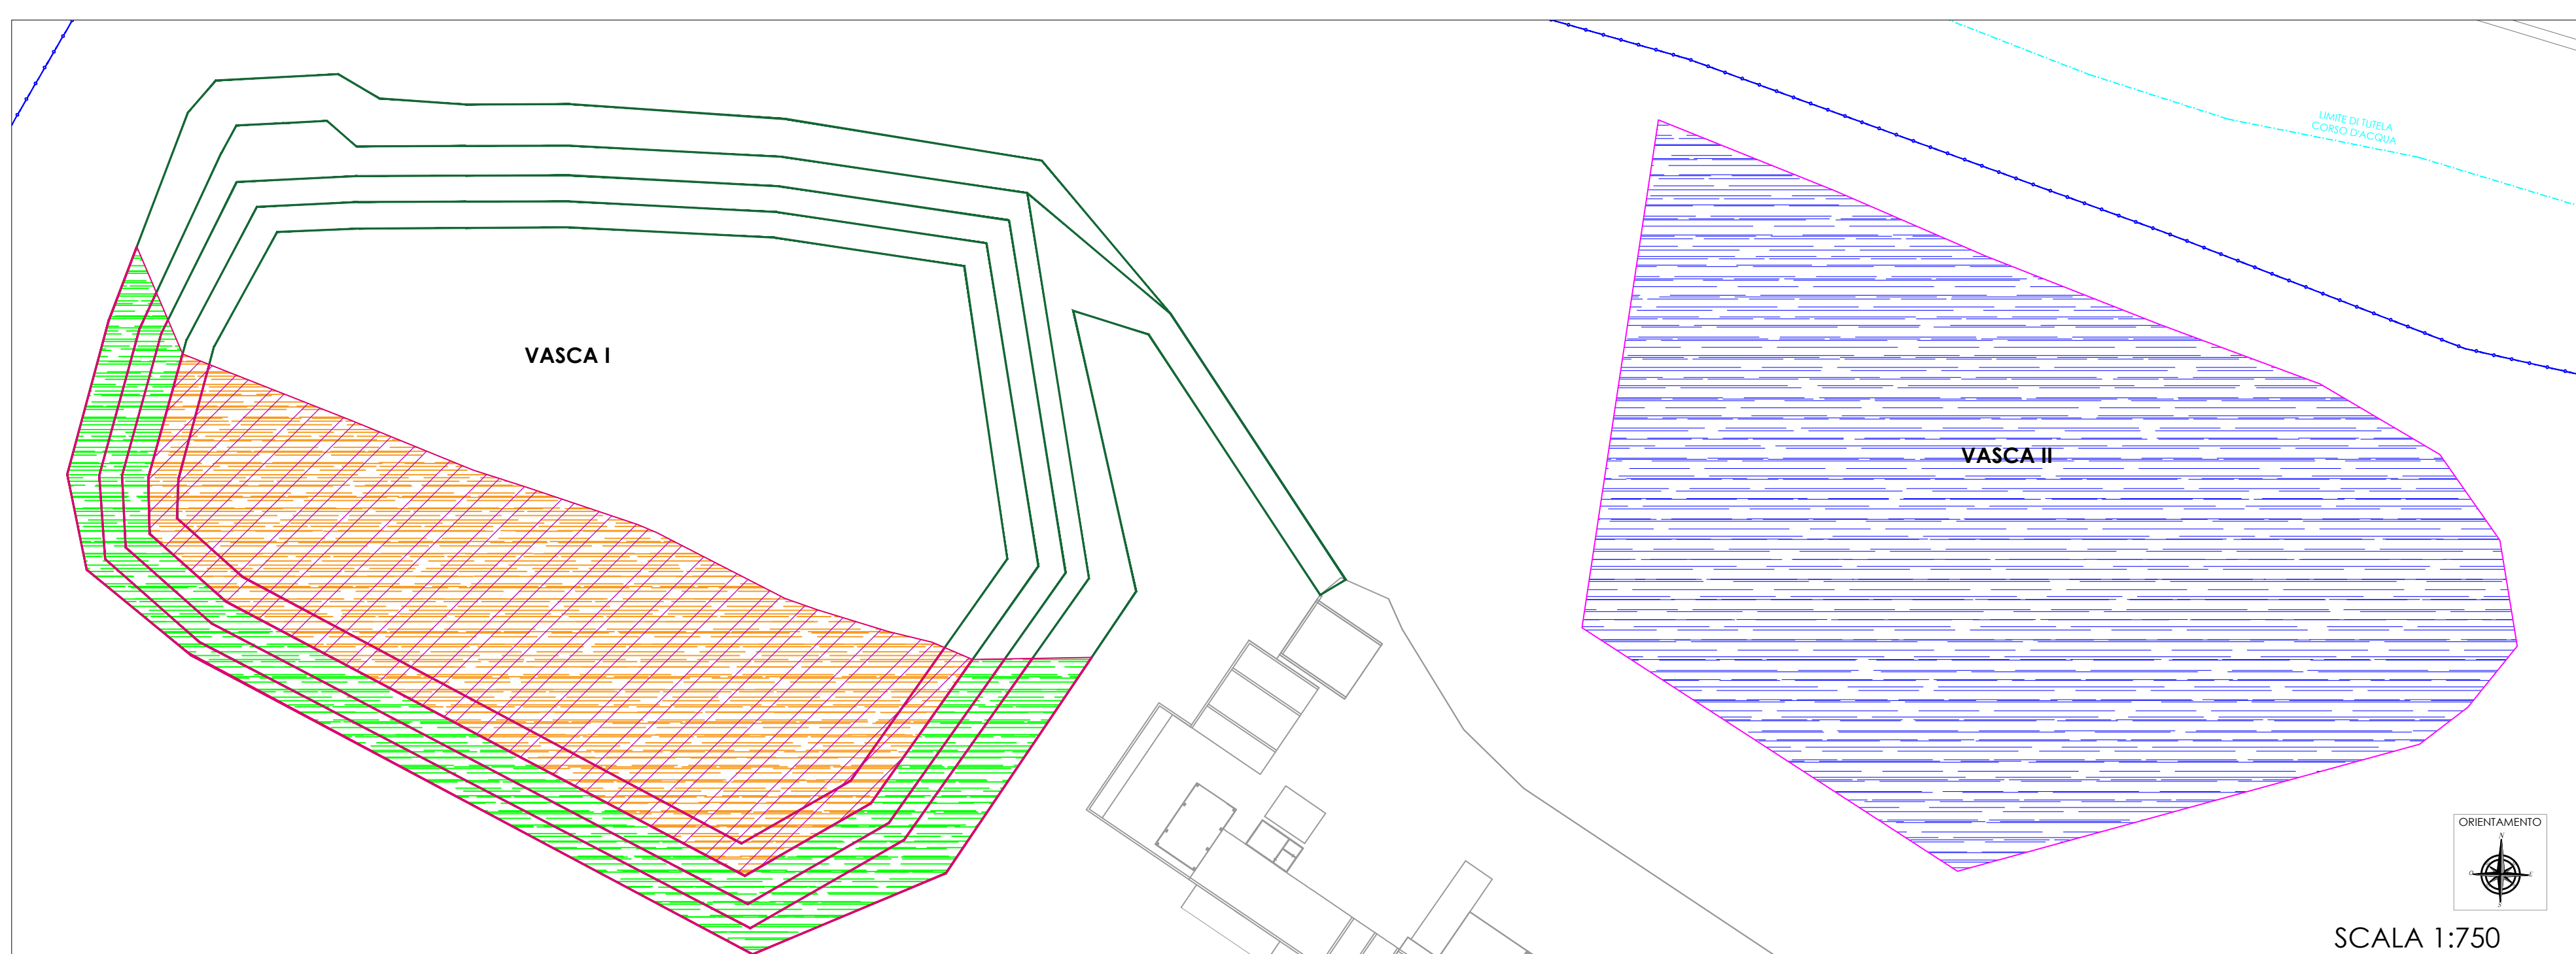 LIMITE DI TUTELA
CORSO D'ACQUA
VASCA I
VASCA II
ORIENTAMENTO
N
O
E
S
SCALA 1:750